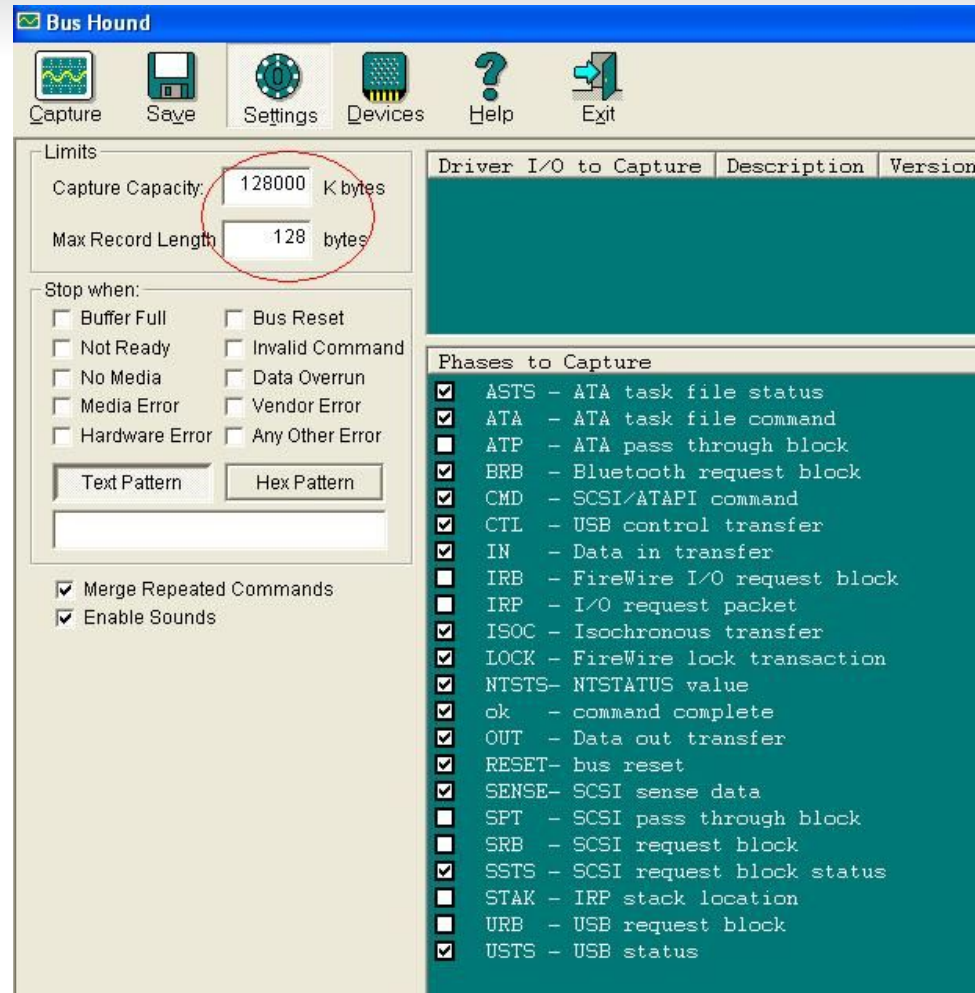 Bus Hound
Capture Save Settings Devices Help Exit
Limits
Capture Capacity: 128000 K bytes
Max Record Length 128 bytes
Stop when:
Buffer Full Bus Reset
Not Ready Invalid Command
No Media Data Overrun
Media Error Vendor Error
Hardware Error Any Other Error
Text Pattern Hex Pattern
Merge Repeated Commands
Enable Sounds
Driver I/O to Capture Description Version
Phases to Capture
ASTS - ATA task file status
ATA - ATA task file command
ATP - ATA pass through block
BRB - Bluetooth request block
CMD - SCSI/ATAPI command
CTL - USB control transfer
IN - Data in transfer
IRB - FireWire I/O request block
IRP - I/O request packet
ISOC - Isochronous transfer
LOCK - FireWire lock transaction
NTSTS- NTSTATUS value
ok - command complete
OUT - Data out transfer
RESET- bus reset
SENSE- SCSI sense data
SPT - SCSI pass through block
SRB - SCSI request block
SSTS - SCSI request block status
STAK - IRP stack location
URB - USB request block
USTS - USB status